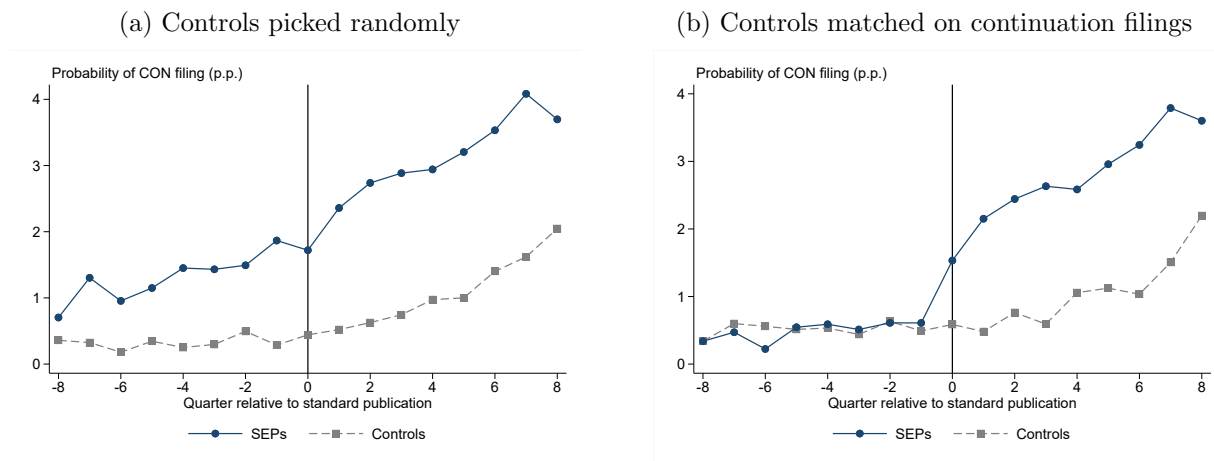 (a) Controls picked randomly
Probability of CON filing (p.p.)
4
3
2
1
0
-8 -6 -4 -2 0 2 4 6 8
Quarter relative to standard publication
SEPs Controls
(b) Controls matched on continuation filings
Probability of CON filing (p.p.)
4
3
2
1
0
-8 -6 -4 -2 0 2 4 6 8
Quarter relative to standard publication
SEPs Controls